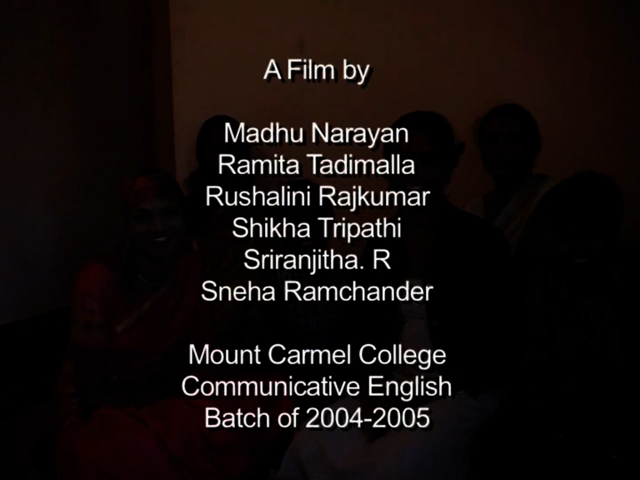 A Film by
Madhu Narayan
Ramita Tadimalla
Rushalini Rajkumar
Shikha Tripathi
Sriranjitha. R
Sneha Ramchander
Mount Carmel College
Communicative English
Batch of 2004-2005